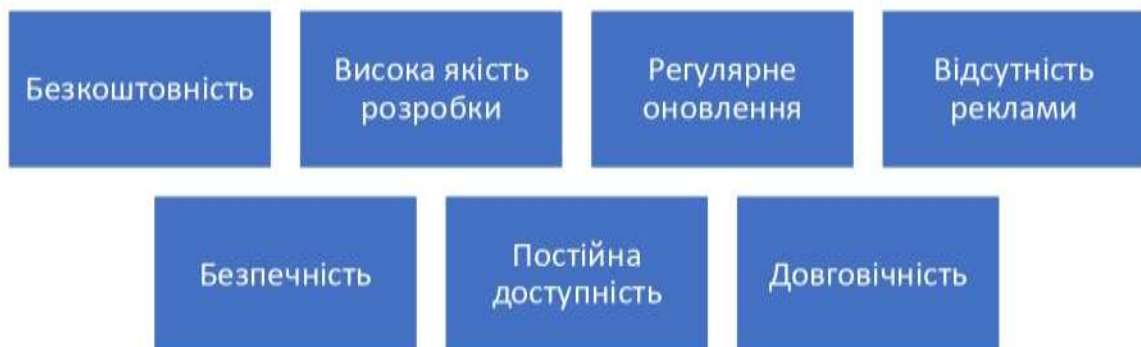 Безкоштовність
Висока якість
розробки
Регулярне
оновлення
Відсутність
реклами
Безпечність
Постійна
доступність
Довговічність